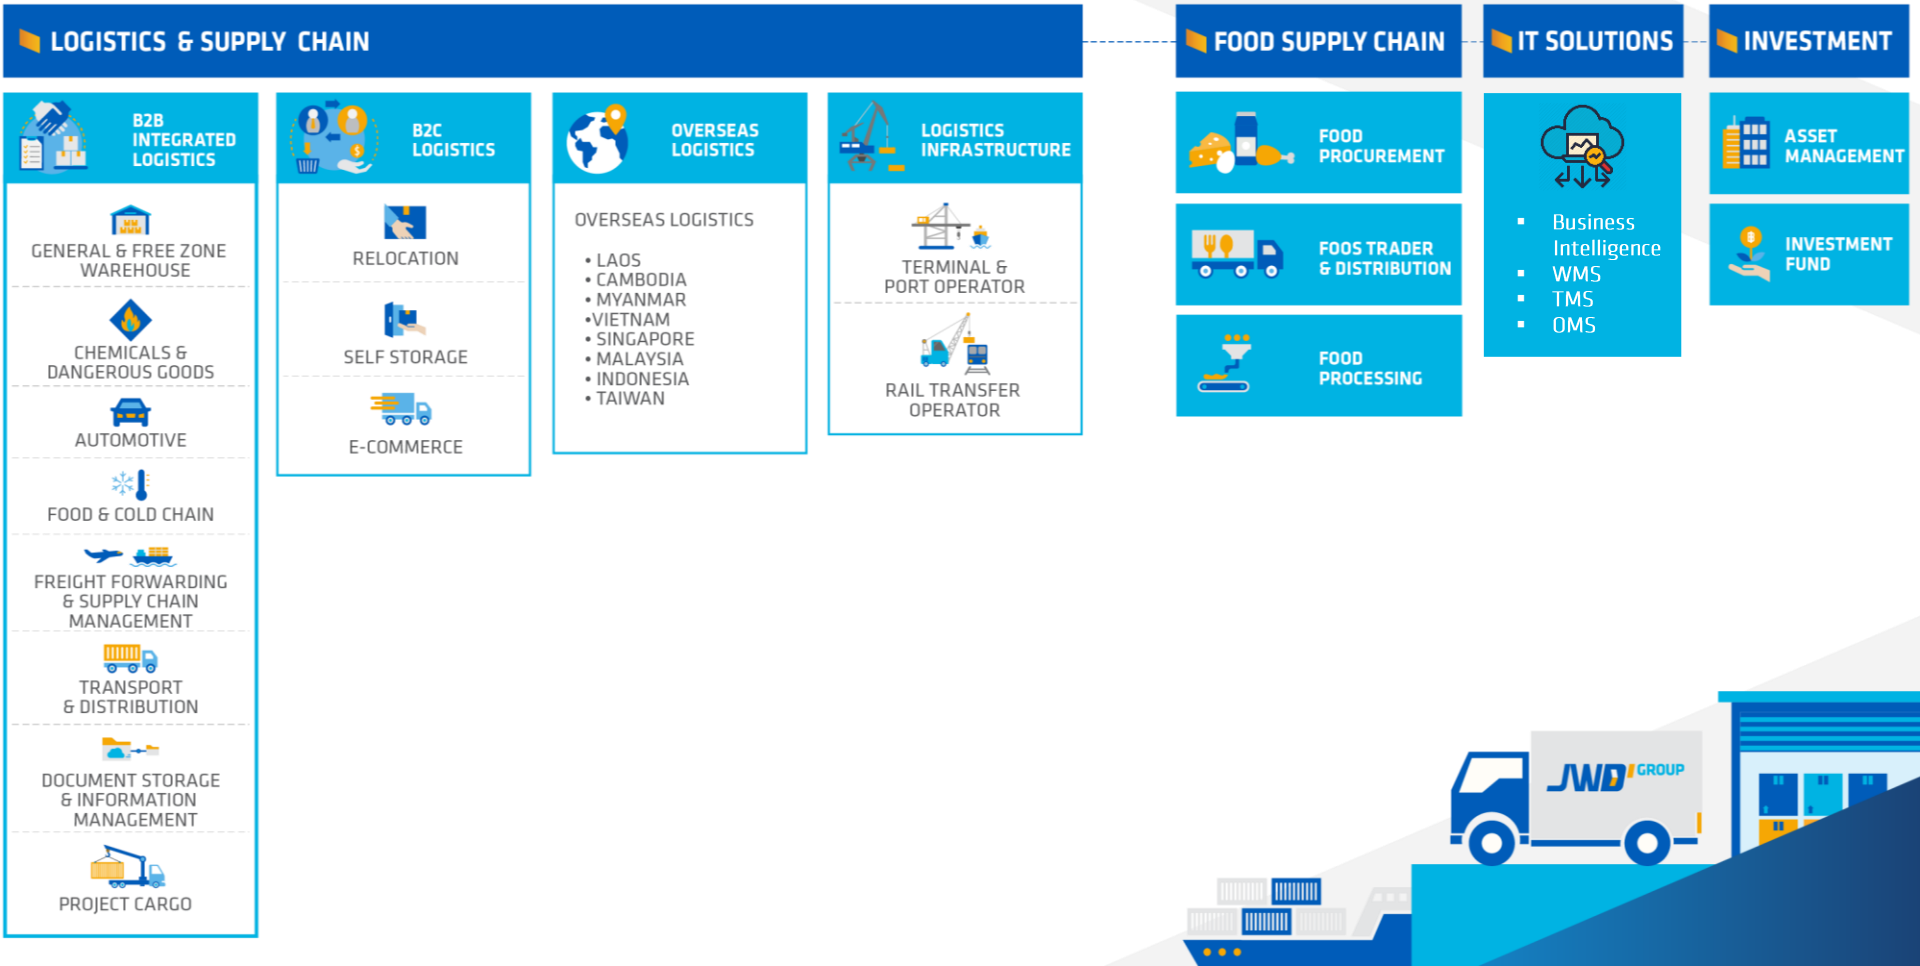 LOGISTICS & SUPPLY CHAIN
B2B
INTEGRATED
LOGISTICS
GENERAL & FREE ZONE
WAREHOUSE
CHEMICALS &
DANGEROUS GOODS
AUTOMOTIVE
FOOD & COLD CHAIN
FREIGHT FORWARDING
& SUPPLY CHAIN
MANAGEMENT
TRANSPORT
& DISTRIBUTION
DOCUMENT STORAGE
& INFORMATION
MANAGEMENT
PROJECT CARGO
B2C
LOGISTICS
RELOCATION
SELF STORAGE
E-COMMERCE
OVERSEAS
LOGISTICS
OVERSEAS LOGISTICS
• LAOS
• CAMBODIA
• MYANMAR
•VIETNAM
• SINGAPORE
• MALAYSIA
• INDONESIA
• TAIWAN
LOGISTICS
INFRASTRUCTURE
TERMINAL &
PORT OPERATOR
RAIL TRANSFER
OPERATOR
FOOD SUPPLY CHAIN
FOOD
PROCUREMENT
FOOS TRADER
& DISTRIBUTION
FOOD
PROCESSING
IT SOLUTIONS
▪ Business
Intelligence
▪ WMS
▪ TMS
▪ OMS
INVESTMENT
ASSET
MANAGEMENT
INVESTMENT
FUND
JWD GROUP